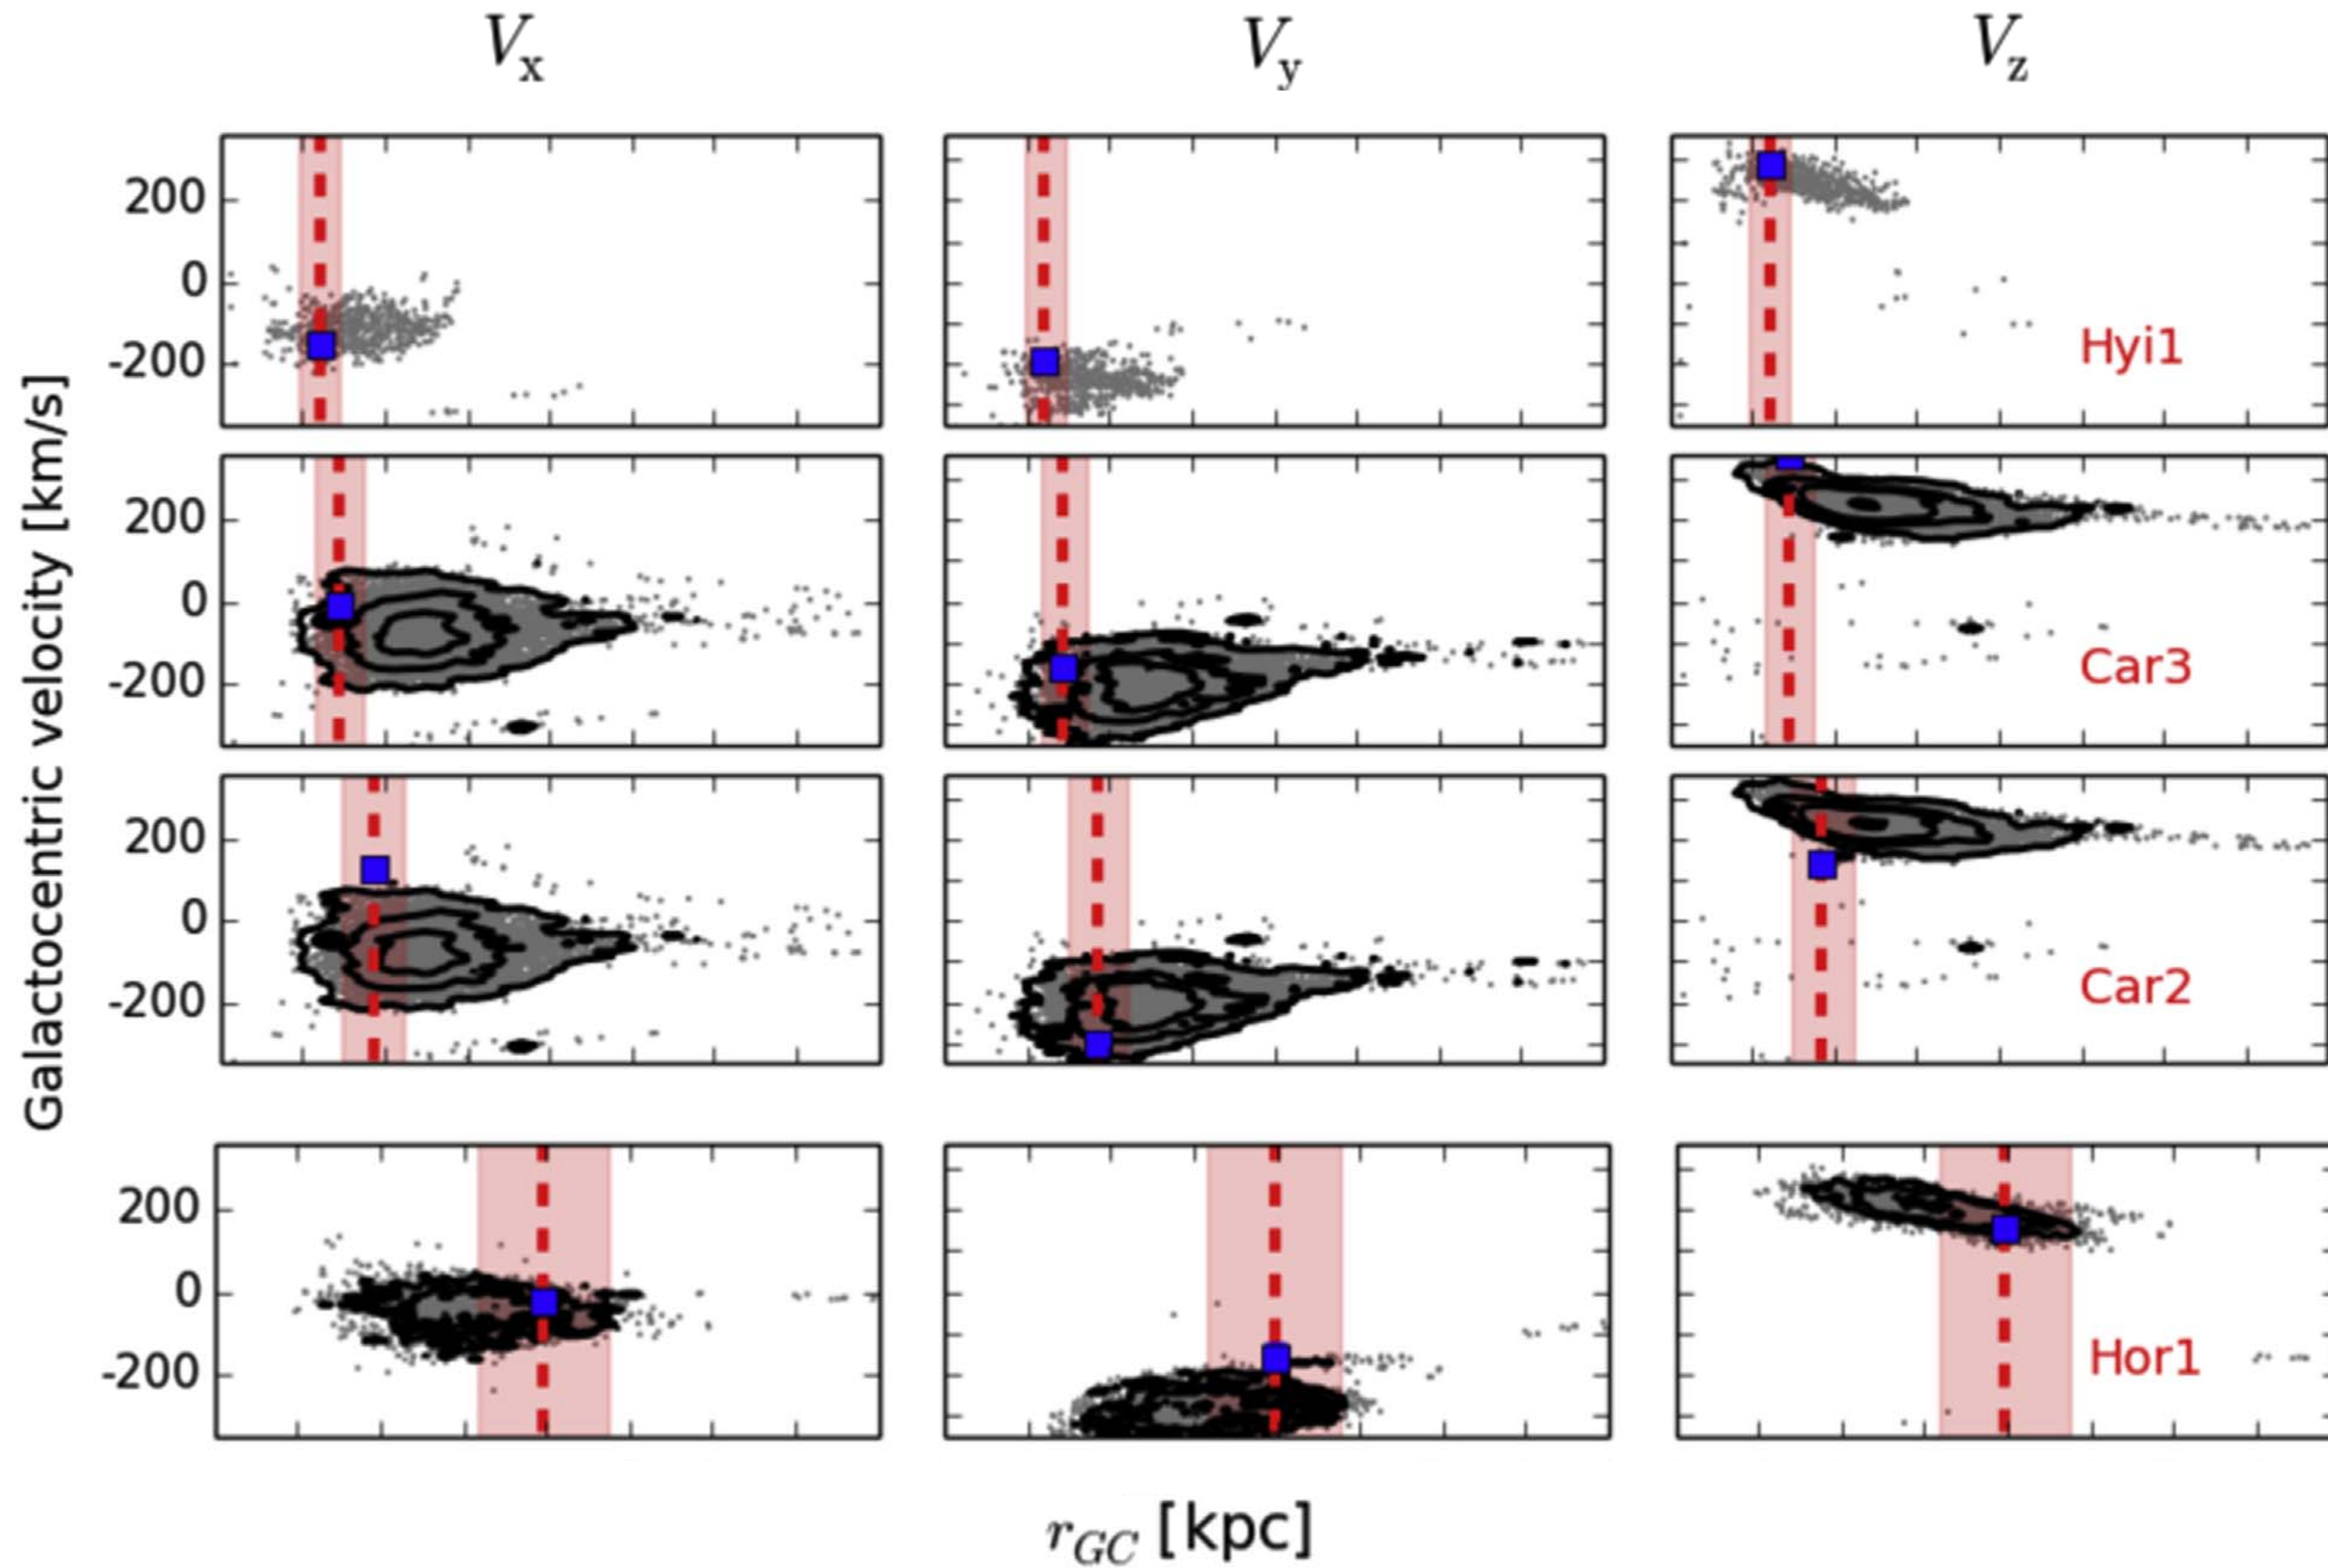 Vx Vy Vz
Galactocentric velocity [km/s]
200
0
-200
Hyi1
200
0
-200
Car3
200
0
-200
Car2
200
0
-200
Hor1
rGC [kpc]